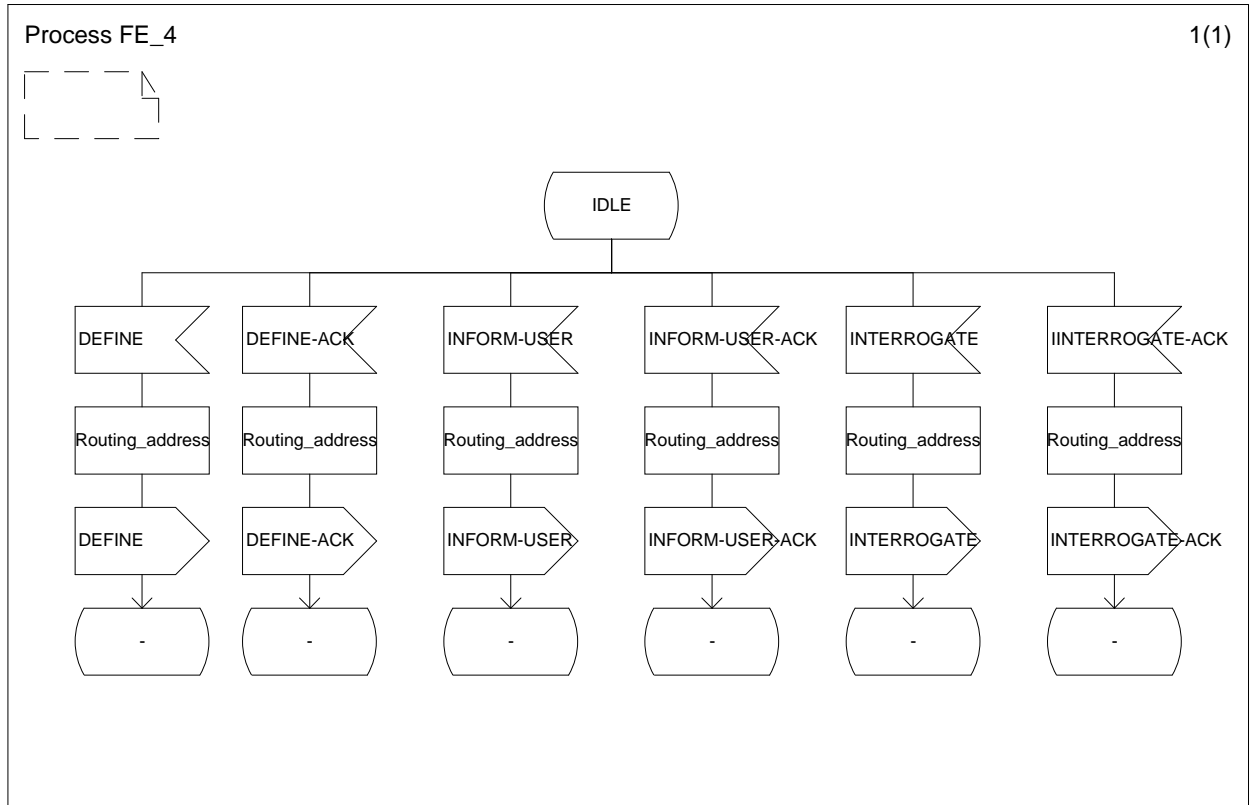 Process FE_4 1(1)
IDLE
DEFINE DEFINE-ACK INFORM-USER INFORM-USER-ACK INTERROGATE IINTERROGATE-ACK
Routing_address Routing_address Routing_address Routing_address Routing_address Routing_address
DEFINE DEFINE-ACK INFORM-USER INFORM-USER-ACK INTERROGATE INTERROGATE-ACK
- - - - - -